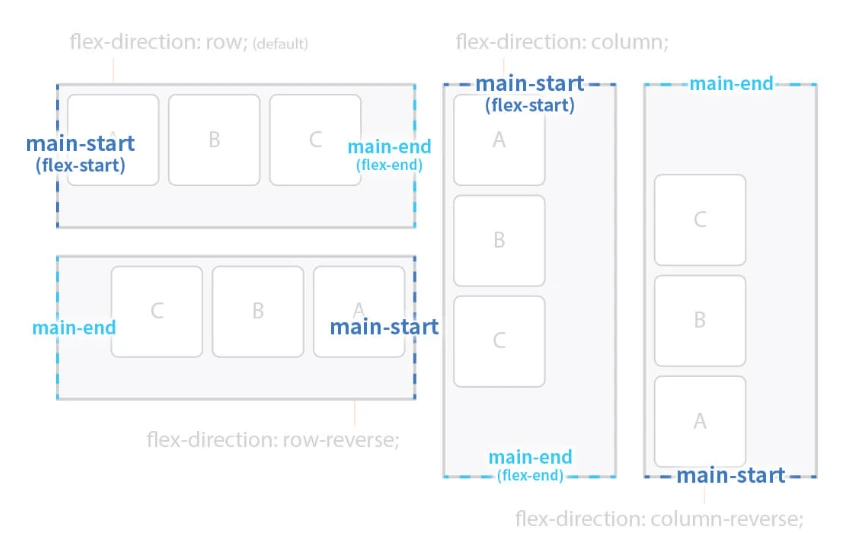 flex-direction: row; (default)
main-start
(flex-start)
A
B
C
main-end
(flex-end)
C
B
A
main-end
main-start
flex-direction: row-reverse;
flex-direction: column;
main-start
(flex-start)
A
B
C
main-end
(flex-end)
main-end
C
B
A
main-start
flex-direction: column-reverse;